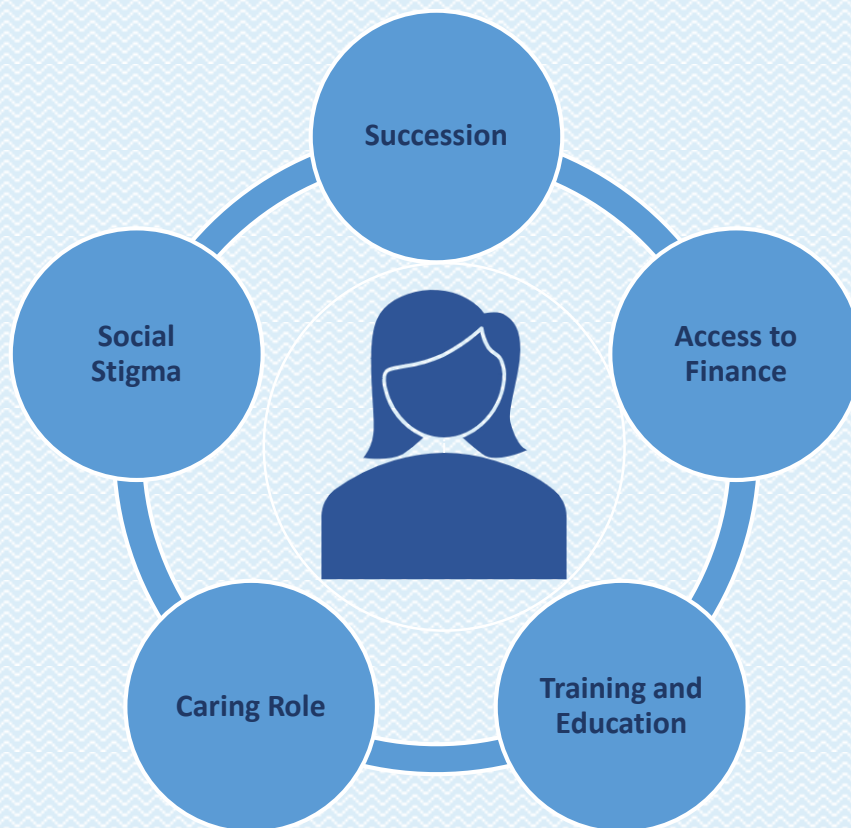 Succession
Access to
Finance
Training and
Education
Caring Role
Social
Stigma